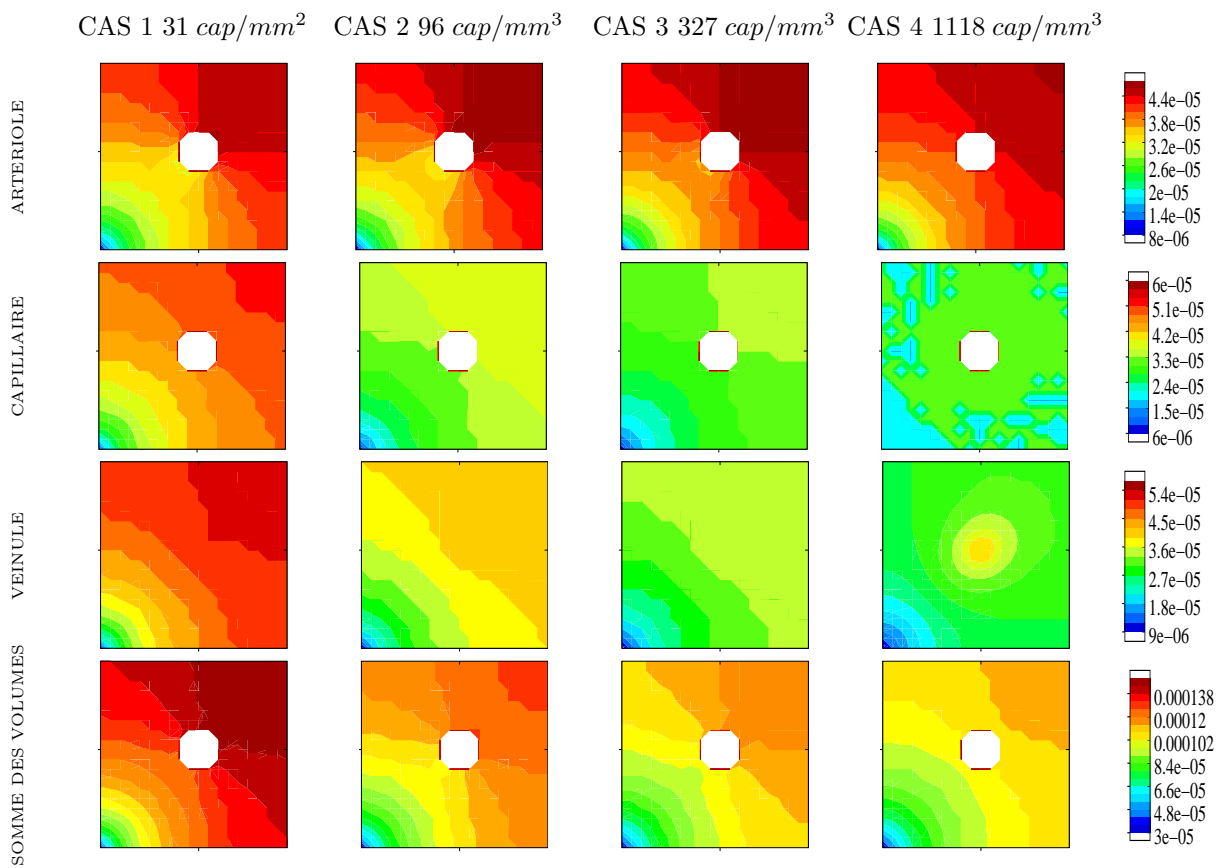 CAS 1 31 cap/mm² CAS 2 96 cap/mm³ CAS 3 327 cap/mm³ CAS 4 1118 cap/mm³
ARTERIOLE
4.4e−05
3.8e−05
3.2e−05
2.6e−05
2e−05
1.4e−05
8e−06
CAPILLAIRE
6e−05
5.1e−05
4.2e−05
3.3e−05
2.4e−05
1.5e−05
6e−06
VEINULE
5.4e−05
4.5e−05
3.6e−05
2.7e−05
1.8e−05
9e−06
SOMME DES VOLUMES
0.000138
0.00012
0.000102
8.4e−05
6.6e−05
4.8e−05
3e−05